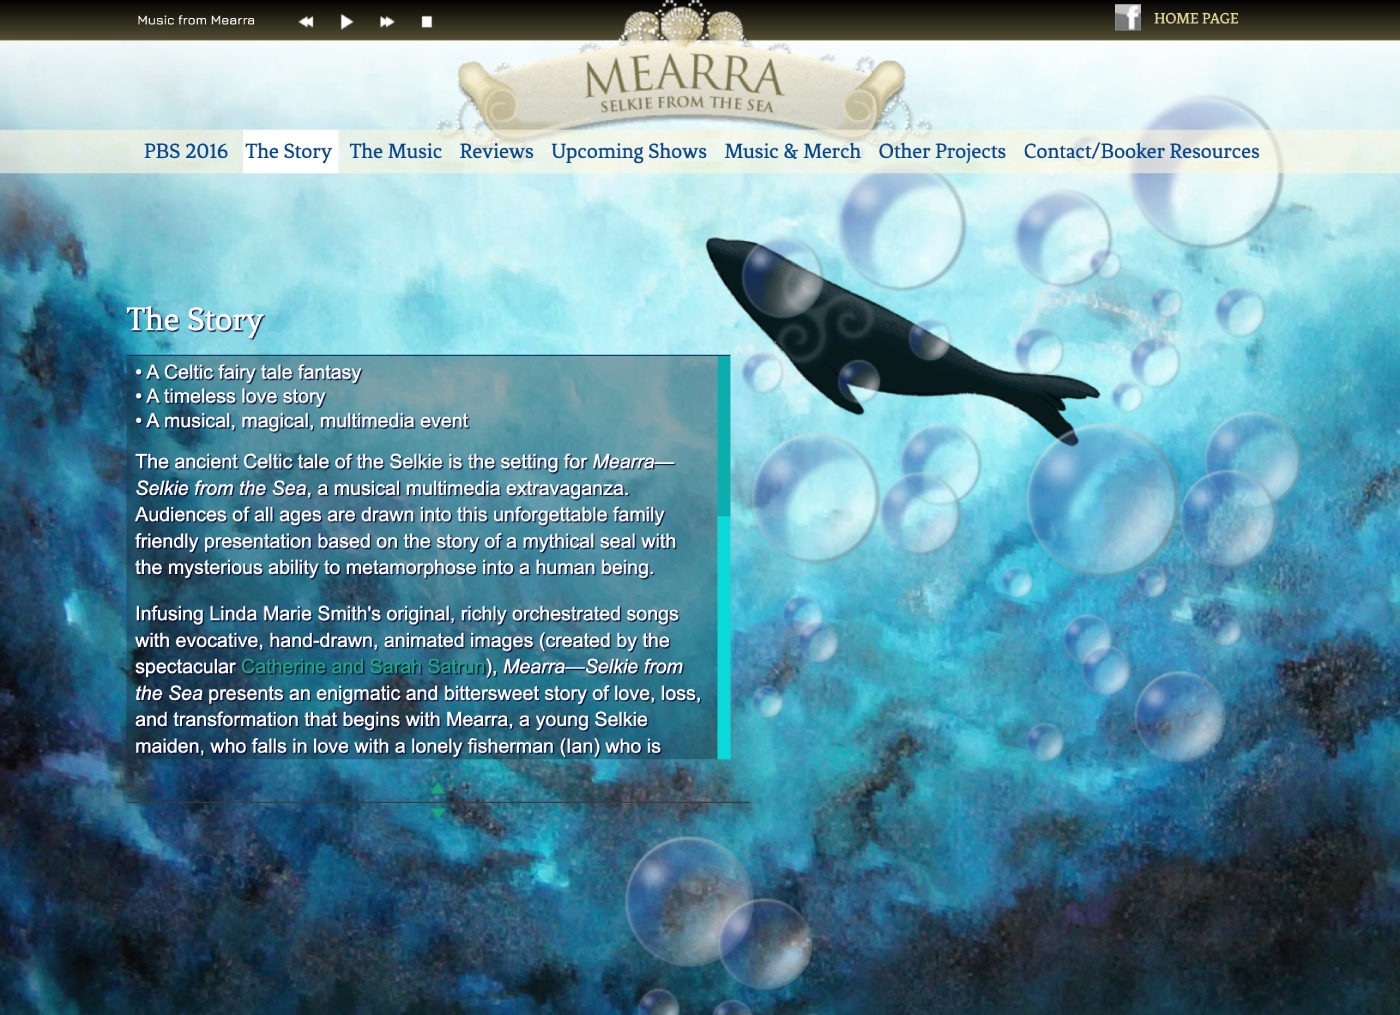 Music from Mearra
HOME PAGE
MEARRA
SELKIE FROM THE SEA
PBS 2016
The Story
The Music
Reviews
Upcoming Shows
Music & Merch
Other Projects
Contact/Booker Resources
The Story
• A Celtic fairy tale fantasy
• A timeless love story
• A musical, magical, multimedia event
The ancient Celtic tale of the Selkie is the setting for Mearra—
Selkie from the Sea, a musical multimedia extravaganza.
Audiences of all ages are drawn into this unforgettable family
friendly presentation based on the story of a mythical seal with
the mysterious ability to metamorphose into a human being.
Infusing Linda Marie Smith's original, richly orchestrated songs
with evocative, hand-drawn, animated images (created by the
spectacular Catherine and Sarah Satrun), Mearra—Selkie from
the Sea presents an enigmatic and bittersweet story of love, loss,
and transformation that begins with Mearra, a young Selkie
maiden, who falls in love with a lonely fisherman (Ian) who is